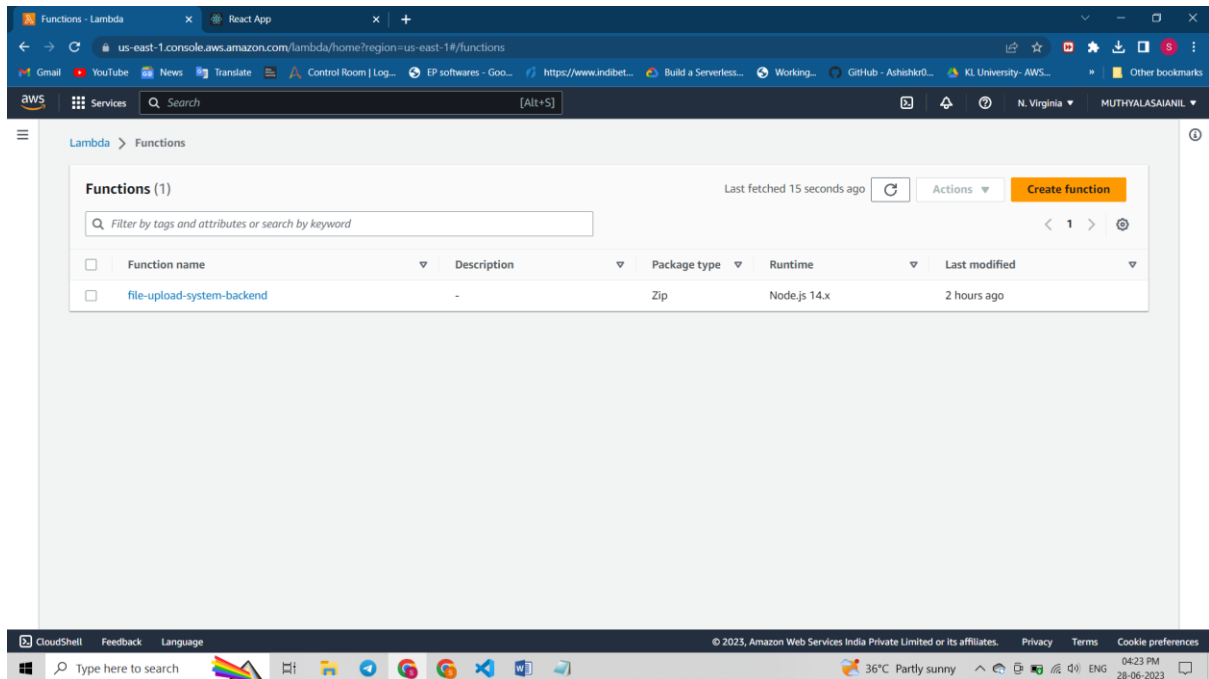 Functions - Lambda
React App
us-east-1.console.aws.amazon.com/lambda/home?region=us-east-1#/functions
Gmail YouTube News Translate Control Room | Log... EP softwares - Goo... https://www.indibet... Build a Serverless... Working... GitHub - Ashishkr0... KL University- AWS... » Other bookmarks
aws Services Search [Alt+S] N. Virginia MUTHYALASAIANIL
Lambda > Functions
Functions (1) Last fetched 15 seconds ago Actions Create function
Filter by tags and attributes or search by keyword < 1 >
Function name Description Package type Runtime Last modified
file-upload-system-backend - Zip Node.js 14.x 2 hours ago
CloudShell Feedback Language © 2023, Amazon Web Services India Private Limited or its affiliates. Privacy Terms Cookie preferences
Type here to search 36°C Partly sunny ENG 04:23 PM
28-06-2023